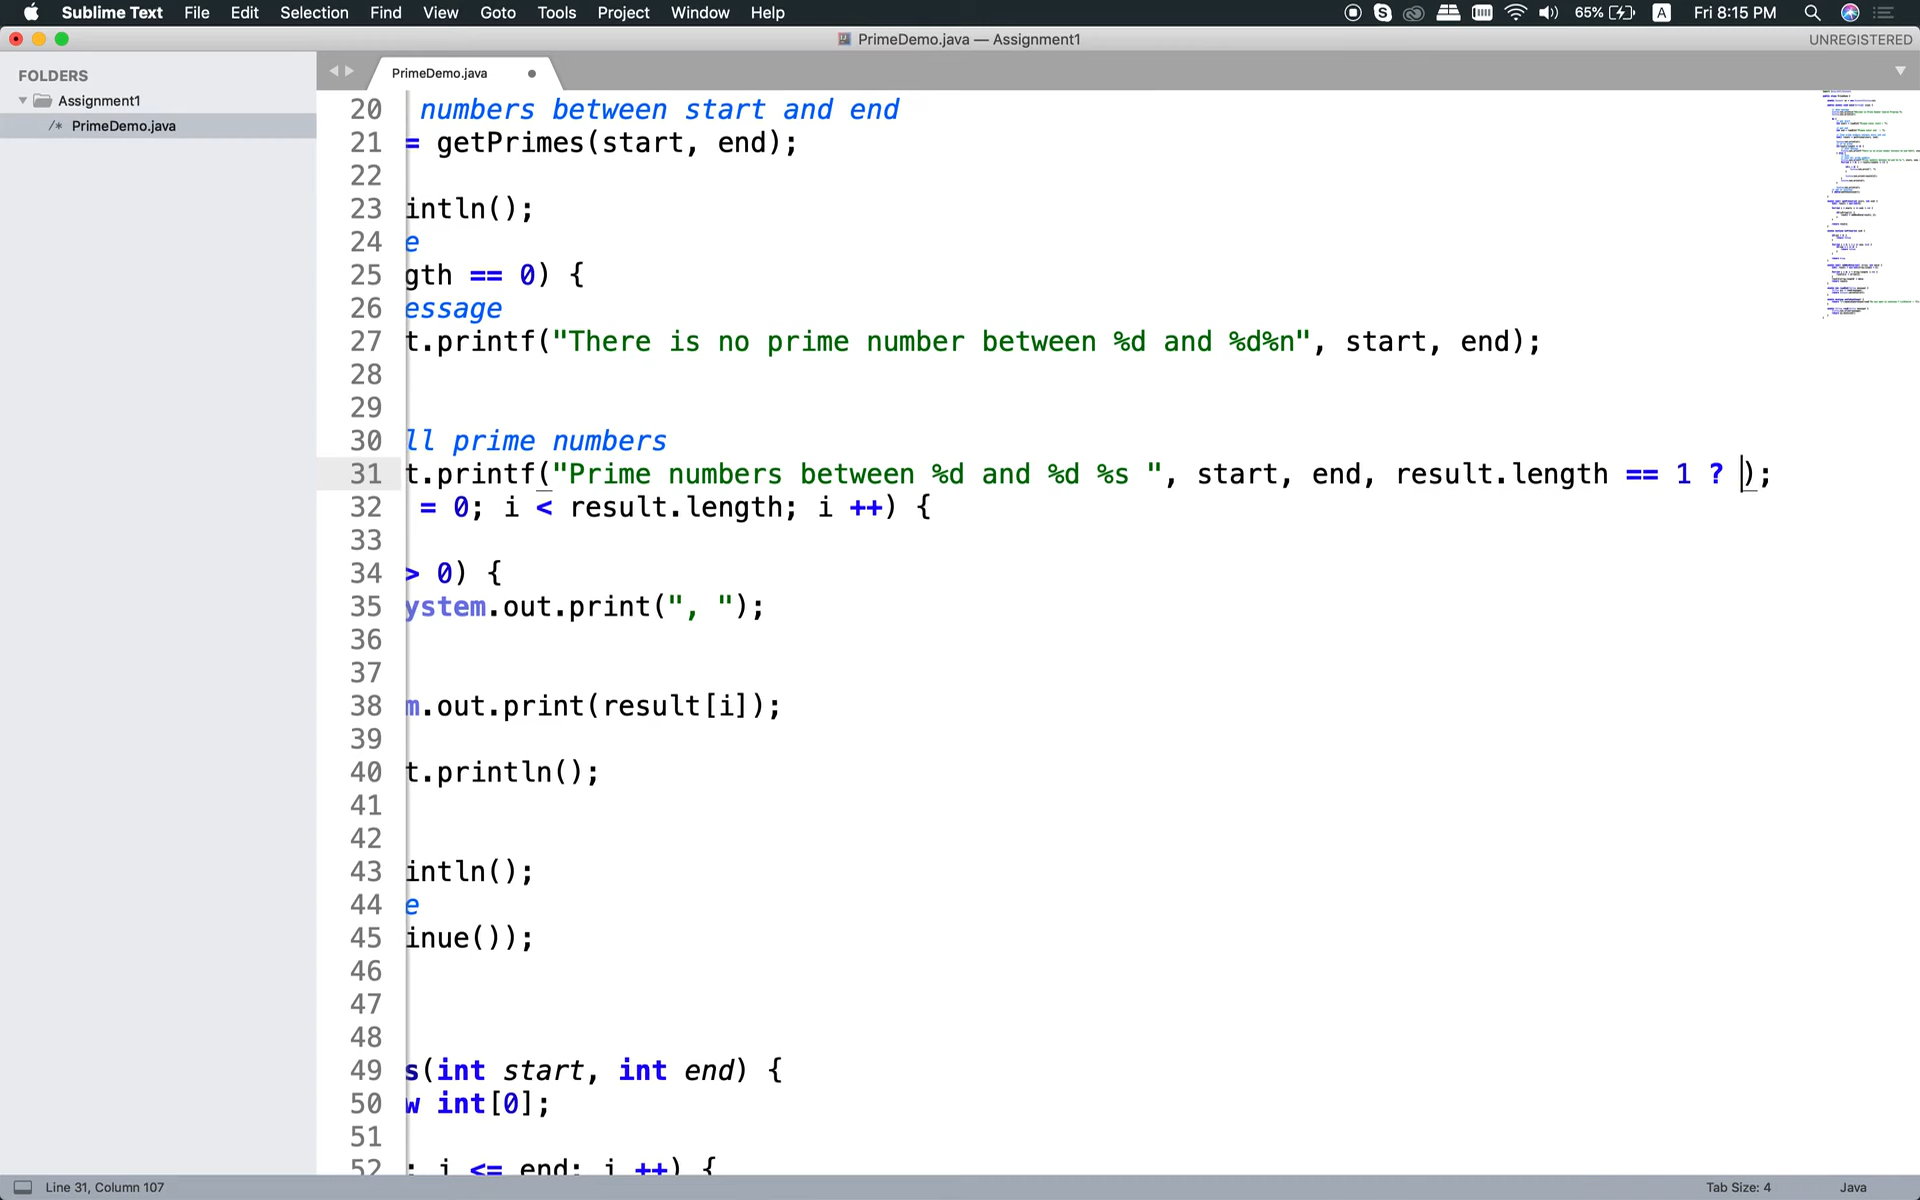 Sublime Text File Edit Selection Find View Goto Tools Project Window Help 65% A Fri 8:15 PM
PrimeDemo.java — Assignment1 UNREGISTERED
FOLDERS
Assignment1
/* PrimeDemo.java
PrimeDemo.java
20 numbers between start and end
21 = getPrimes(start, end);
22
23 intln();
24 e
25 gth == 0) {
26 essage
27 t.printf("There is no prime number between %d and %d%n", start, end);
28
29
30 ll prime numbers
31 t.printf("Prime numbers between %d and %d %s ", start, end, result.length == 1 ? );
32 = 0; i < result.length; i ++) {
33
34 > 0) {
35 ystem.out.print(", ");
36
37
38 m.out.print(result[i]);
39
40 t.println();
41
42
43 intln();
44 e
45 inue());
46
47
48
49 s(int start, int end) {
50 w int[0];
51
52 ; i <= end; i ++) {
Line 31, Column 107 Tab Size: 4 Java